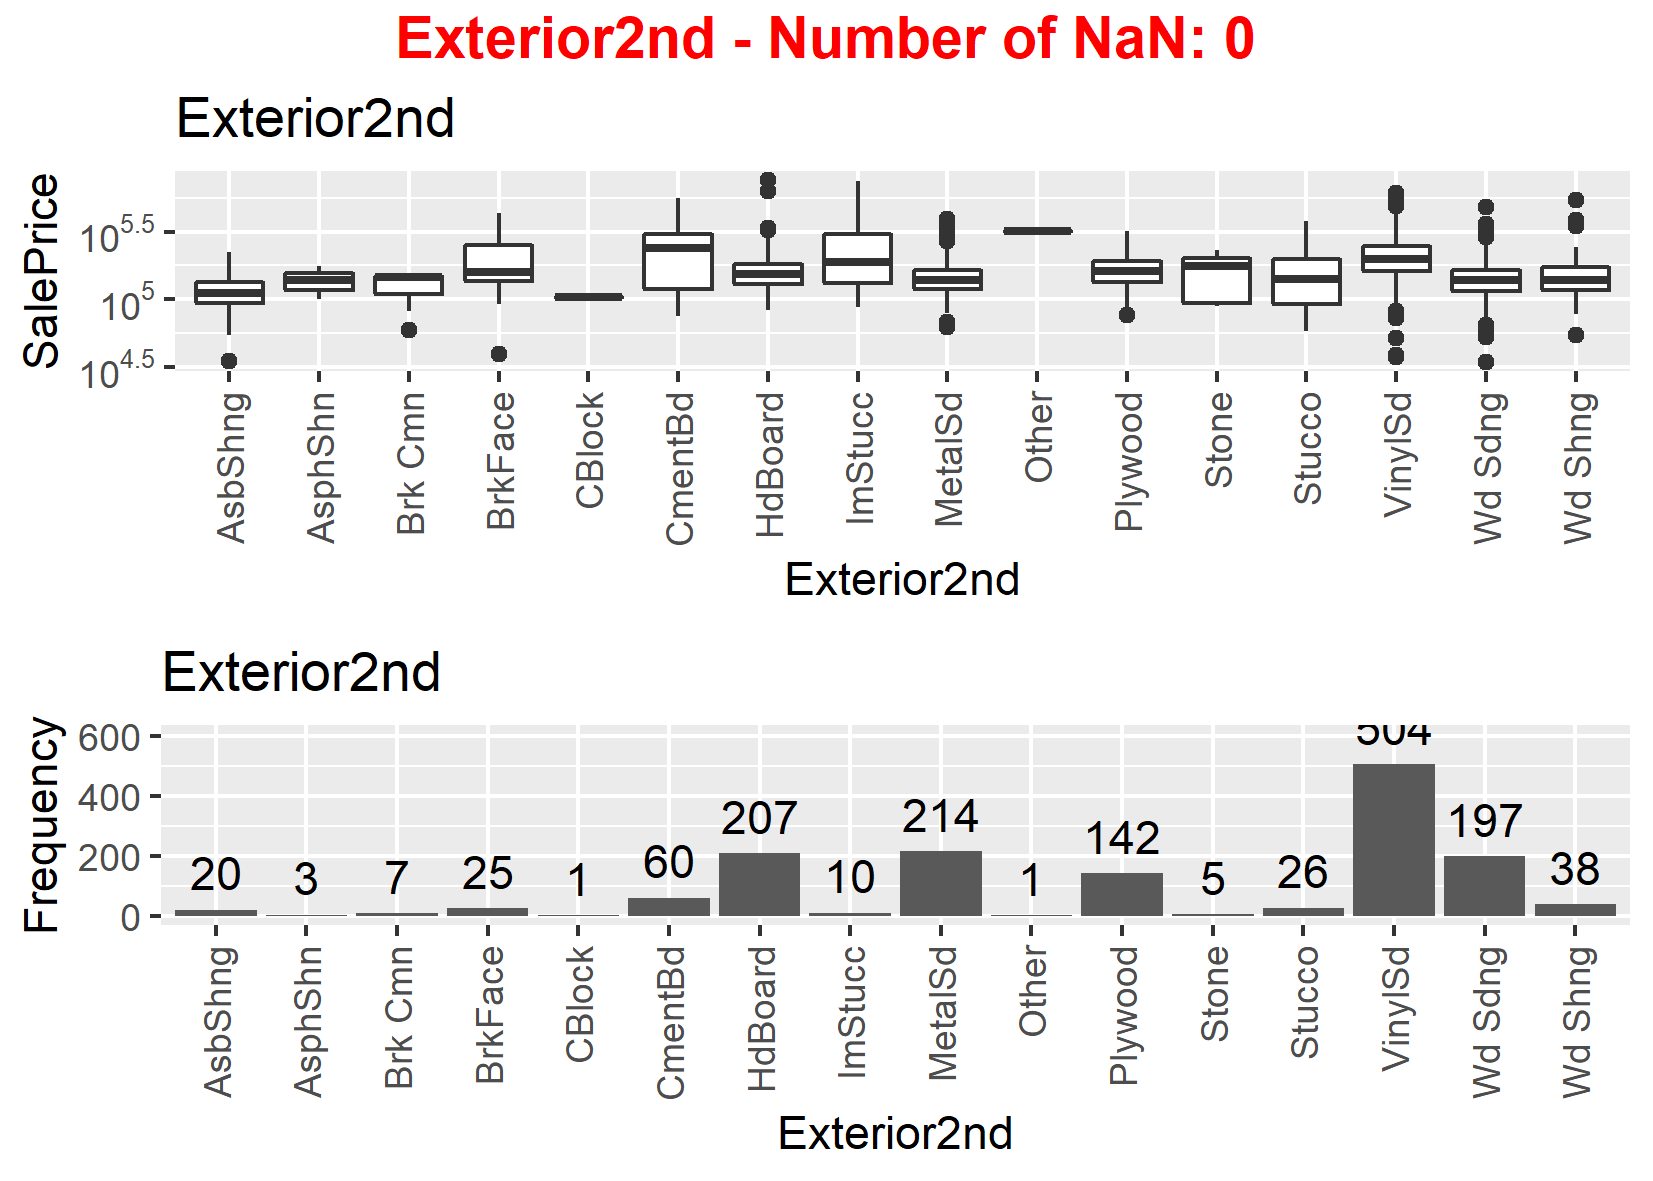 Exterior2nd - Number of NaN: 0
Exterior2nd
SalePrice
10^5.5
10^5
10^4.5
AsbShng
AsphShn
Brk Cmn
BrkFace
CBlock
CmentBd
HdBoard
ImStucc
MetalSd
Other
Plywood
Stone
Stucco
VinylSd
Wd Sdng
Wd Shng
Exterior2nd
Exterior2nd
Frequency
600
400
200
0
20
3
7
25
1
60
207
10
214
1
142
5
26
504
197
38
AsbShng
AsphShn
Brk Cmn
BrkFace
CBlock
CmentBd
HdBoard
ImStucc
MetalSd
Other
Plywood
Stone
Stucco
VinylSd
Wd Sdng
Wd Shng
Exterior2nd